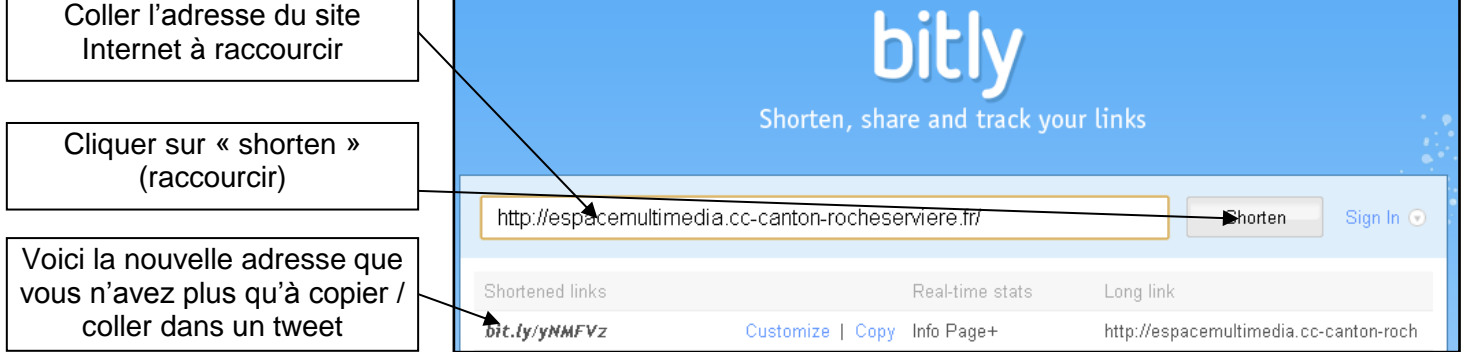 Coller l’adresse du site
Internet à raccourcir
Cliquer sur « shorten »
(raccourcir)
Voici la nouvelle adresse que
vous n’avez plus qu’à copier /
coller dans un tweet
bitly
Shorten, share and track your links
http://espacemultimedia.cc-canton-rocheserviere.fr/
Shorten
Sign In
Shortened links Real-time stats Long link
bit.ly/yNMFVz Customize | Copy Info Page+ http://espacemultimedia.cc-canton-roch